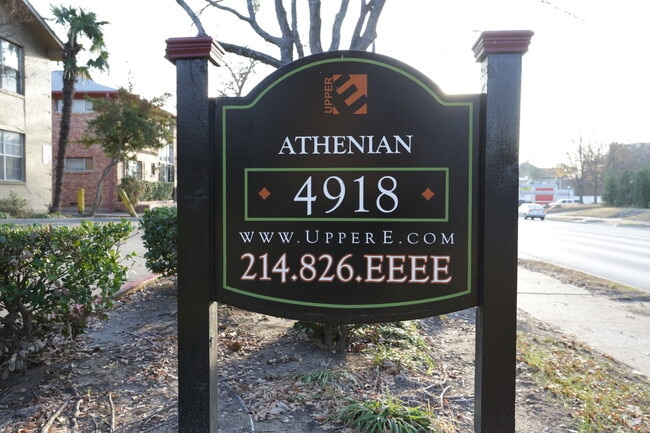 UPPER
ATHENIAN
4918
WWW.UPPERE.COM
214.826.EEEE